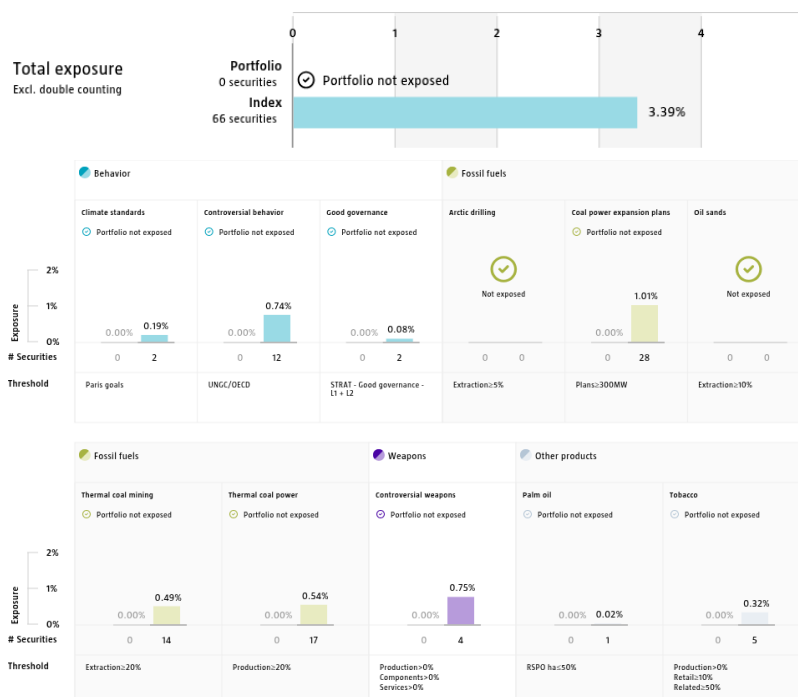 0 1 2 3 4
Total exposure
Excl. double counting
Portfolio
0 securities
Portfolio not exposed
Index
66 securities
3.39%
Behavior
Fossil fuels
Climate standards
Controversial behavior
Good governance
Arctic drilling
Coal power expansion plans
Oil sands
Portfolio not exposed
Portfolio not exposed
Portfolio not exposed
Portfolio not exposed
Not exposed
Not exposed
Exposure
2%
1%
0%
0.00% 0.19%
0.00% 0.74%
0.00% 0.08%
0.00% 1.01%
# Securities
0 2
0 12
0 2
0 0
0 28
0 0
Threshold
Paris goals
UNGC/OECD
STRAT - Good governance -
L1 + L2
Extraction≥5%
Plans≥300MW
Extraction≥10%
Fossil fuels
Weapons
Other products
Thermal coal mining
Thermal coal power
Controversial weapons
Palm oil
Tobacco
Portfolio not exposed
Portfolio not exposed
Portfolio not exposed
Portfolio not exposed
Portfolio not exposed
Exposure
2%
1%
0%
0.00% 0.49%
0.00% 0.54%
0.00% 0.75%
0.00% 0.02%
0.00% 0.32%
# Securities
0 14
0 17
0 4
0 1
0 5
Threshold
Extraction≥20%
Production≥20%
Production>0%
Components>0%
Services>0%
RSPO ha≤50%
Production>0%
Retail≥10%
Related≥50%